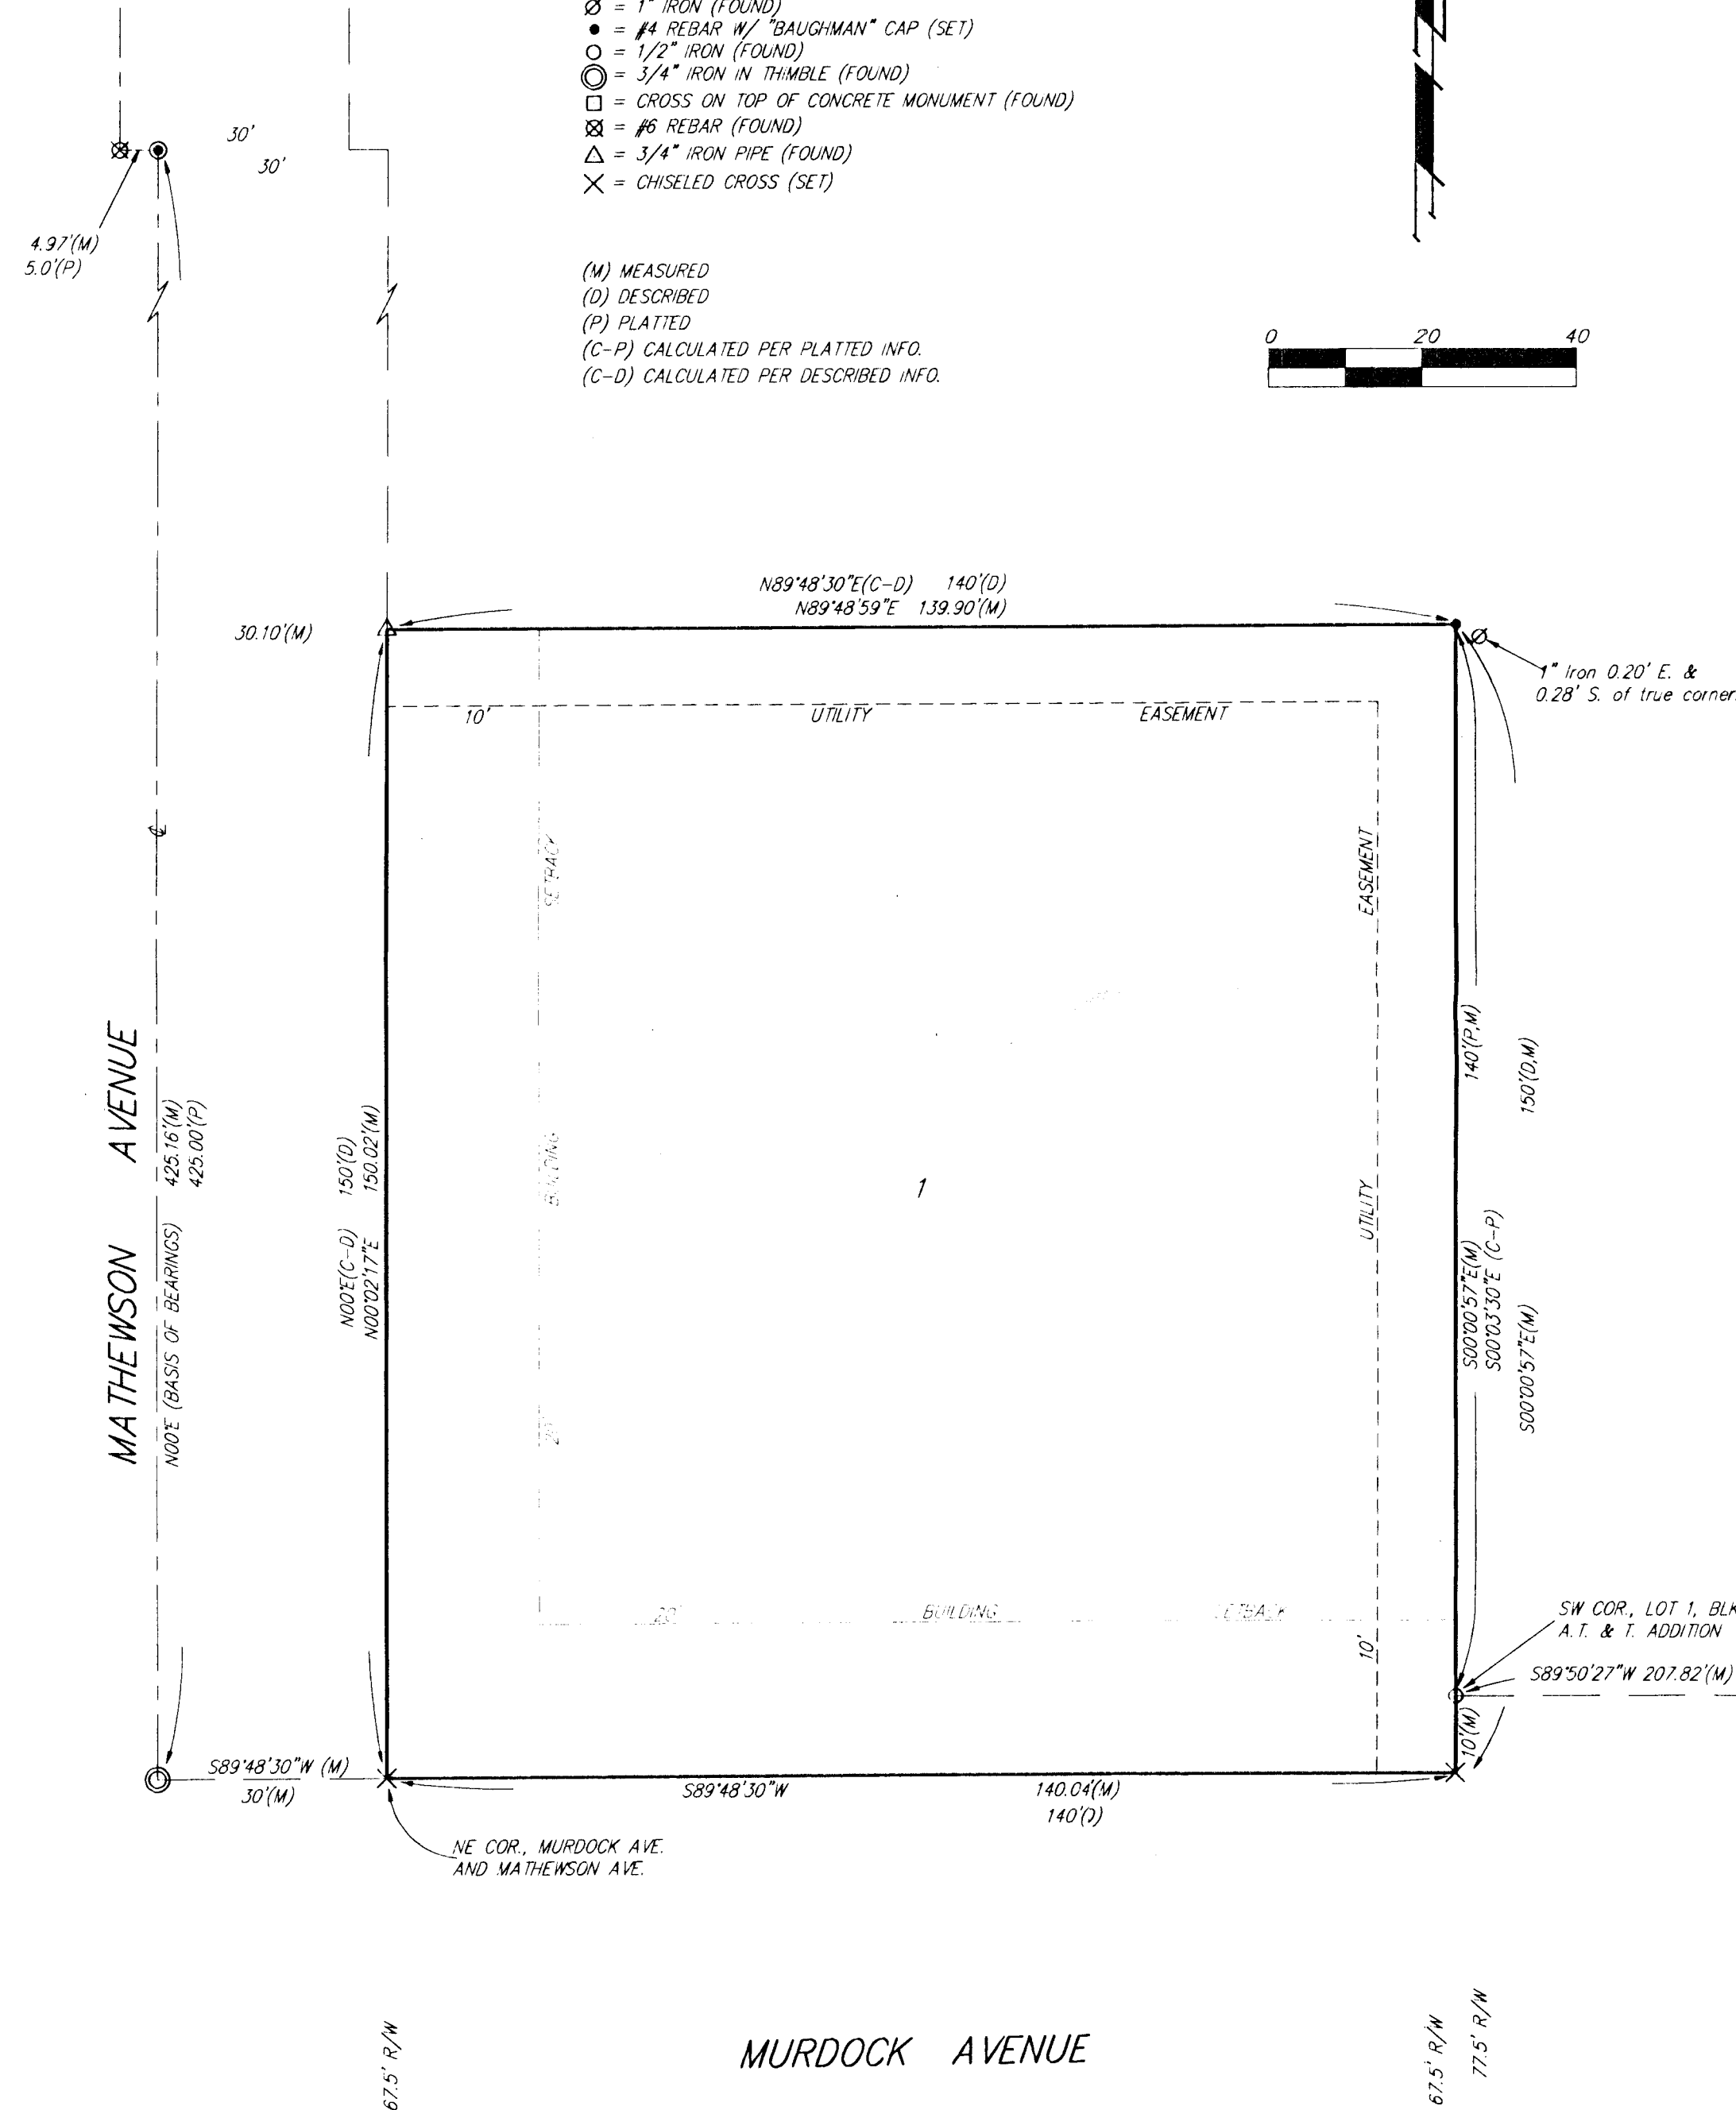 = 1" IRON (FOUND)
= #4 REBAR W/ "BAUGHMAN" CAP (SET)
= 1/2" IRON (FOUND)
= 3/4" IRON IN THIMBLE (FOUND)
= CROSS ON TOP OF CONCRETE MONUMENT (FOUND)
= #6 REBAR (FOUND)
= 3/4" IRON PIPE (FOUND)
= CHISELED CROSS (SET)
30'
30'
4.97'(M)
5.0'(P)
(M) MEASURED
(D) DESCRIBED
(P) PLATTED
(C-P) CALCULATED PER PLATTED INFO.
(C-D) CALCULATED PER DESCRIBED INFO.
0 20 40
N89°48'30"E(C-D) 140'(D)
N89°48'59"E 139.90'(M)
30.10'(M)
1" Iron 0.20' E. &
0.28' S. of true corner.
10' UTILITY EASEMENT
SETBACK
BUILDING
20'
EASEMENT
UTILITY
10'
140'(P,M)
150'(D,M)
S00°00'57"E(M)
S00°03'30"E (C-P)
S00°00'57"E(M)
MATHEWSON AVENUE
N00°E (BASIS OF BEARINGS) 425.16'(M)
425.00'(P)
N00°E(C-D) 150'(D)
N00°02'17"E 150.02'(M)
1
20' BUILDING SETBACK
SW COR., LOT 1, BLK
A.T. & T. ADDITION
S89°50'27"W 207.82'(M)
10'(M)
S89°48'30"W (M)
30'(M)
S89°48'30"W 140.04'(M)
140'(D)
NE COR., MURDOCK AVE.
AND MATHEWSON AVE.
67.5' R/W
MURDOCK AVENUE
67.5' R/W
77.5' R/W